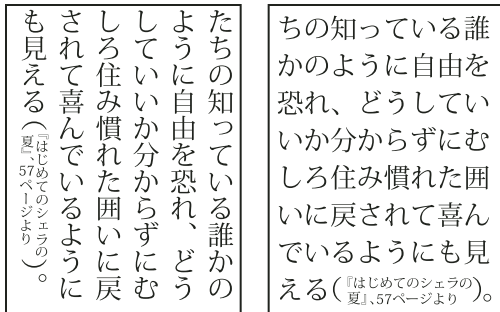 たちの知っている誰かの
ように自由を恐れ、どう
していいか分からずにむ
しろ住み慣れた囲いに戻
されて喜んでいるように
も見える(『はじめてのシェラの
夏』、57ページより)。
ちの知っている誰
かのように自由を
恐れ、どうしてい
いか分からずにむ
しろ住み慣れた囲
いに戻されて喜ん
でいるようにも見
える(『はじめてのシェラの
夏』、57ページより)。